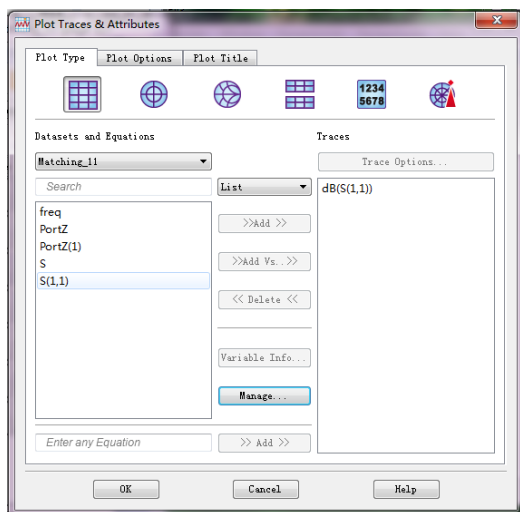 Plot Traces & Attributes
Plot Type Plot Options Plot Title
1234
5678
Datasets and Equations Traces
Matching_11 Trace Options...
Search List
dB(S(1,1))
freq
PortZ
PortZ(1)
S
S(1,1)
>>Add >>
>>Add Vs..>>
<< Delete <<
Variable Info...
Manage...
Enter any Equation >> Add >>
OK Cancel Help